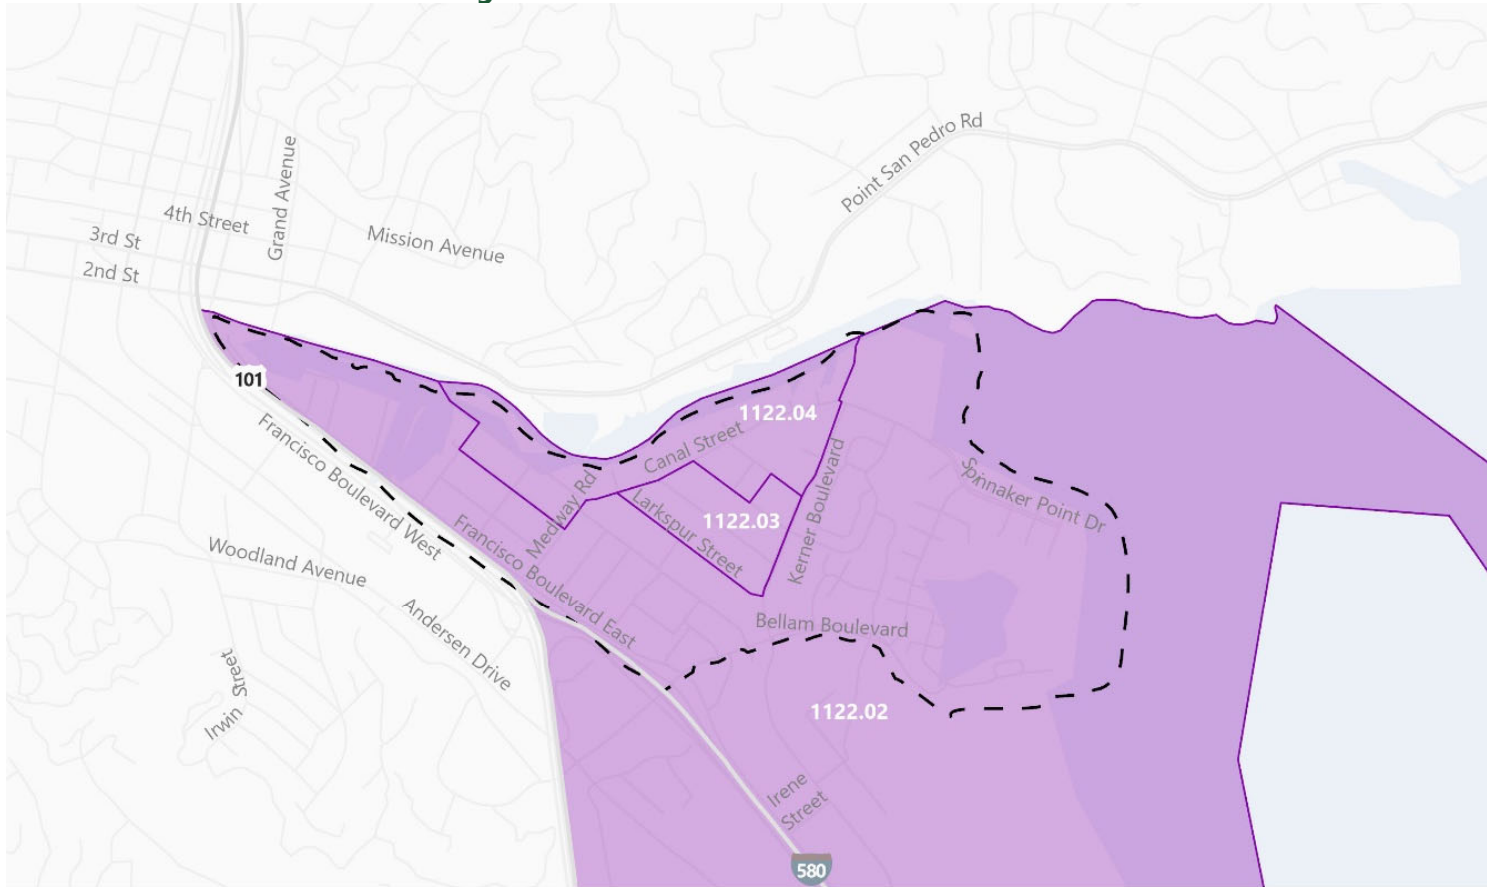 Point San Pedro Rd
Grand Avenue
4th Street
Mission Avenue
3rd St
2nd St
101
1122.04
Canal Street
Francisco Boulevard West
Kerner Boulevard
Spinnaker Point Dr
Medway Rd
Larkspur Street
1122.03
Francisco Boulevard East
Woodland Avenue
Andersen Drive
Bellam Boulevard
Irwin Street
1122.02
Irene
Street
580